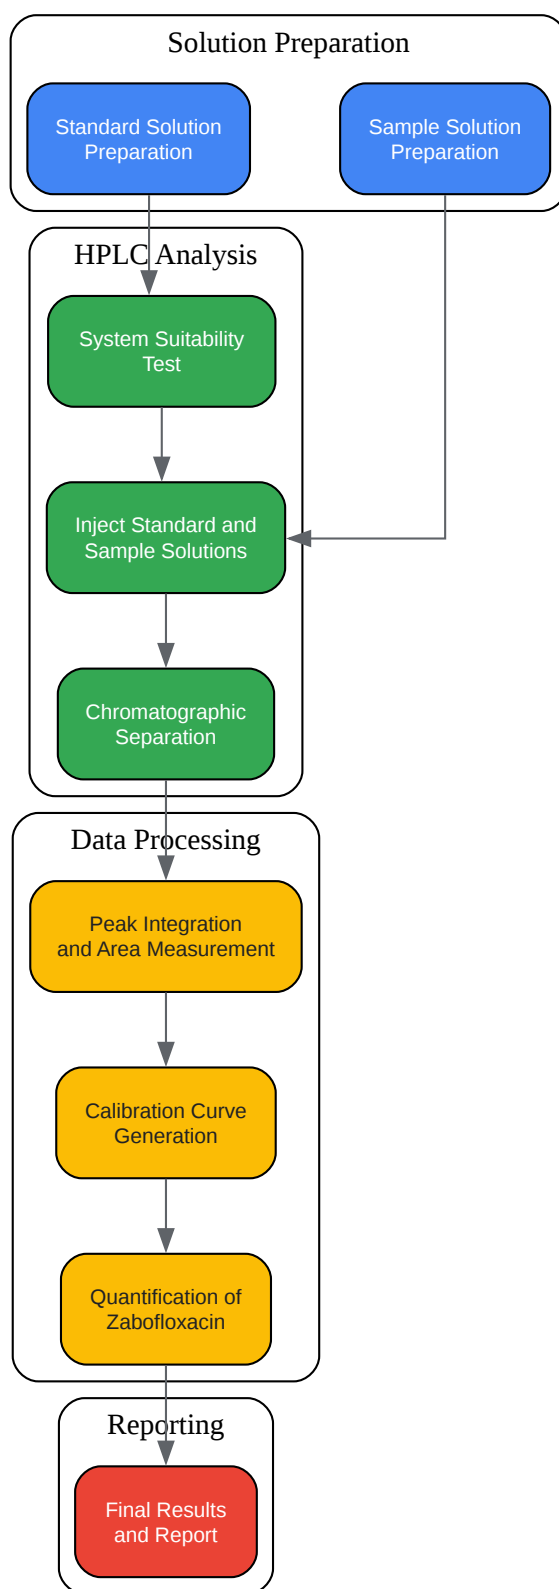 Solution Preparation
Standard Solution
Preparation
Sample Solution
Preparation
HPLC Analysis
System Suitability
Test
Inject Standard and
Sample Solutions
Chromatographic
Separation
Data Processing
Peak Integration
and Area Measurement
Calibration Curve
Generation
Quantification of
Zabofloxacin
Reporting
Final Results
and Report